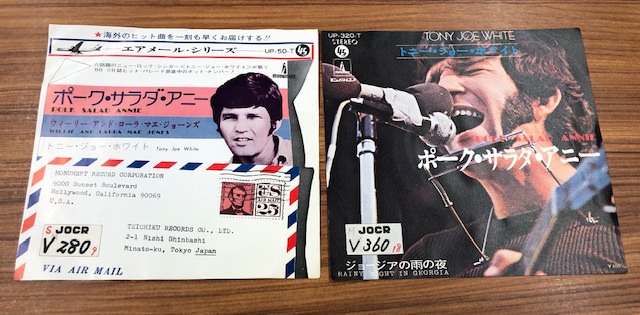 ★海外のヒット曲を一刻も早くお届けする!!
エアメール・シリーズ
UP-50-T
45
ポーク・サラダ・アニー
POLK SALAD ANNIE
ウィーリー・アンド・ローラ・マエ・ジョーンズ
WILLIE AND LAURA MAE JONES
トニー・ジョー・ホワイト Tony Joe White
MONUMENT RECORD CORPORATION
9000 Sunset Boulevard
Hollywood, California 90069
U.S.A.
US
25
TEICHIKU RECORDS CO., LTD.
2-1 Nishi Shinbashi
Minato-ku, Tokyo Japan
S JOCR
V 280 9
VIA AIR MAIL
UP-320-T
STEREO
45
TONY JOE WHITE
トニー・ジョー・ホワイト
POLK SALAD ANNIE
ポーク・サラダ・アニー
M JOCR
V 360 18
ジョージアの雨の夜
RAINY NIGHT IN GEORGIA